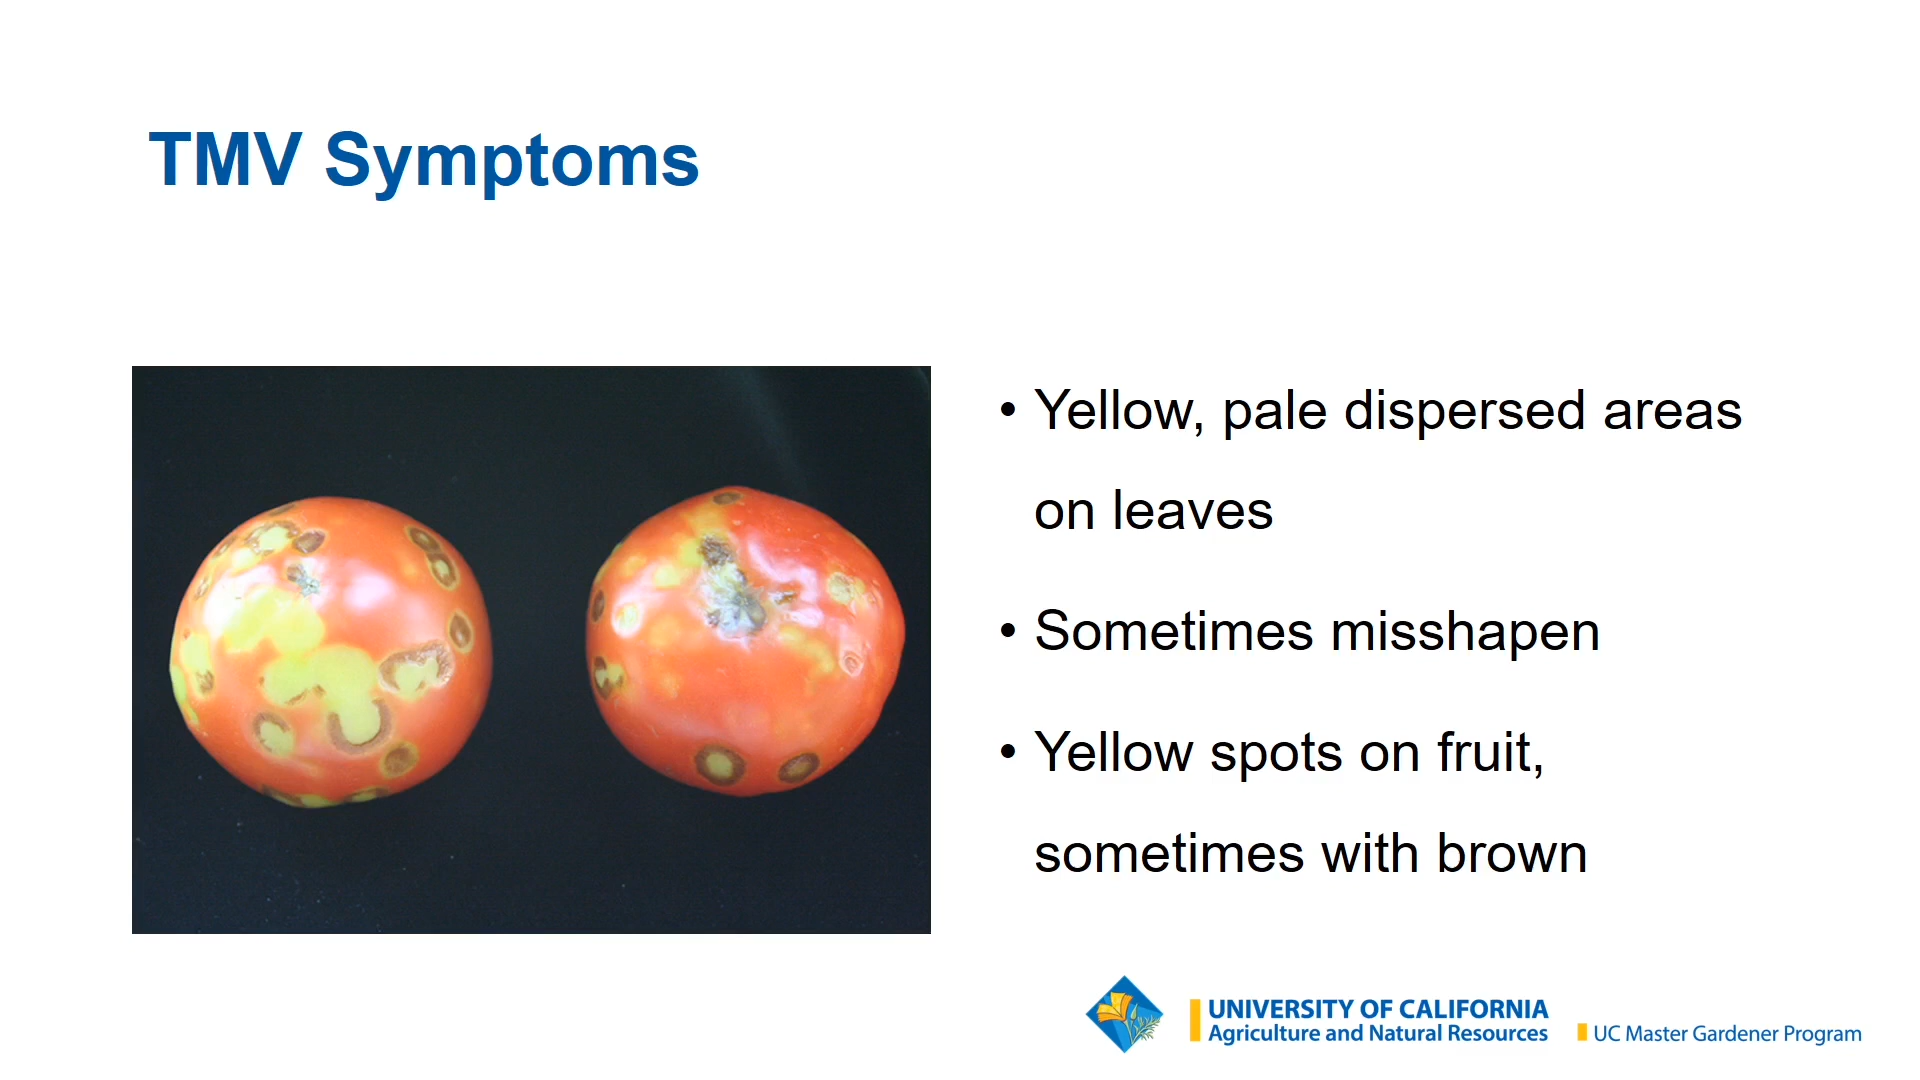 TMV Symptoms
• Yellow, pale dispersed areas
on leaves
• Sometimes misshapen
• Yellow spots on fruit,
sometimes with brown
UNIVERSITY OF CALIFORNIA
Agriculture and Natural Resources
UC Master Gardener Program